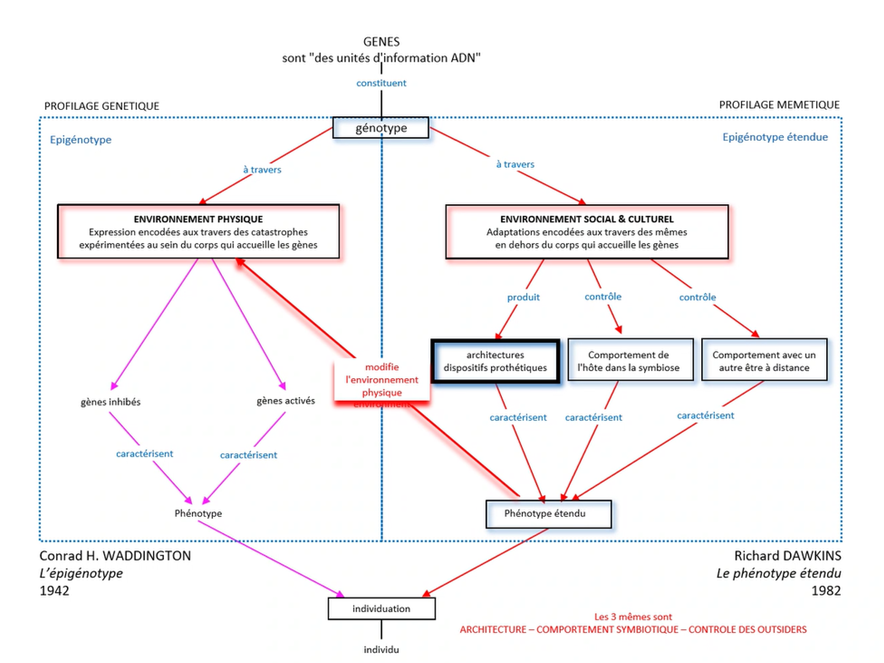 GENES
sont "des unités d'information ADN"
constituent
PROFILAGE GENETIQUE
PROFILAGE MEMETIQUE
génotype
Epigénotype
Epigénotype étendue
à travers
à travers
ENVIRONNEMENT PHYSIQUE
Expression encodées aux travers des catastrophes
expérimentées au sein du corps qui accueille les gènes
ENVIRONNEMENT SOCIAL & CULTUREL
Adaptations encodées aux travers des mêmes
en dehors du corps qui accueille les gènes
produit
contrôle
contrôle
architectures
dispositifs prothétiques
Comportement de
l'hôte dans la symbiose
Comportement avec un
autre être à distance
modifie
l'environnement
physique
environment
gènes inhibés
gènes activés
caractérisent
caractérisent
caractérisent
caractérisent
caractérisent
Phénotype
Phénotype étendu
Conrad H. WADDINGTON
L'épigénotype
1942
Richard DAWKINS
Le phénotype étendu
1982
individuation
individu
Les 3 mêmes sont
ARCHITECTURE – COMPORTEMENT SYMBIOTIQUE – CONTROLE DES OUTSIDERS